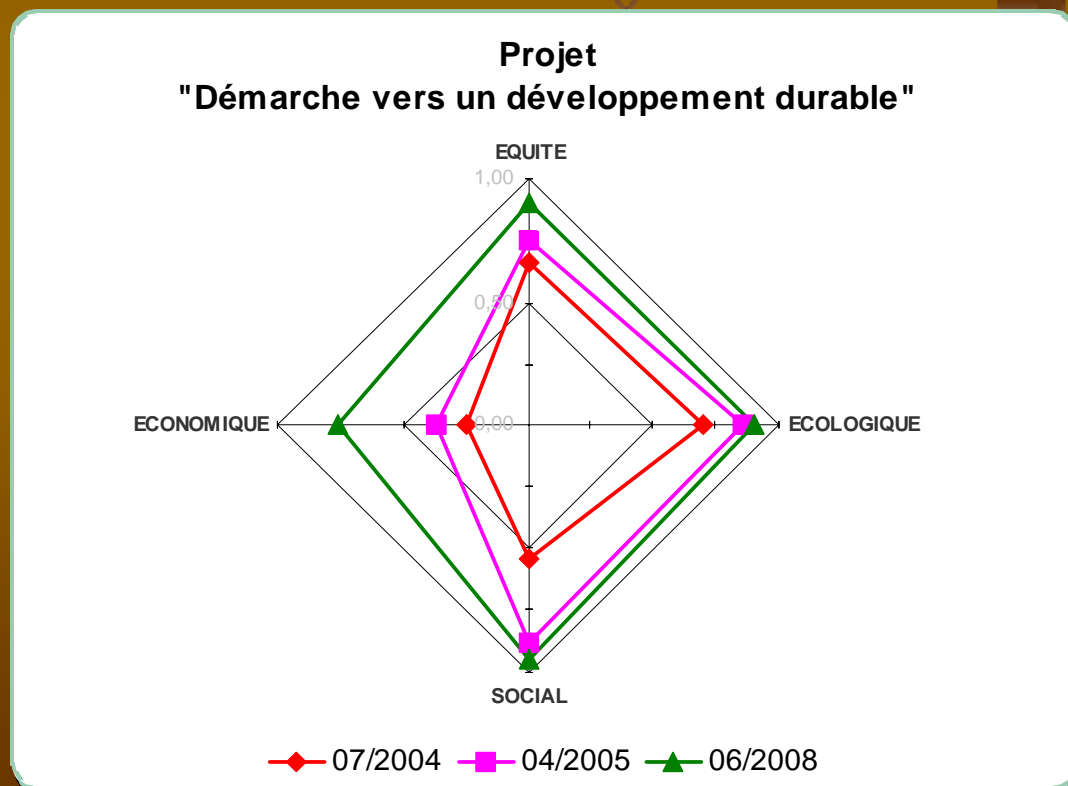 Projet
"Démarche vers un développement durable"
EQUITE
1,00
0,50
ECONOMIQUE
0,00
ECOLOGIQUE
SOCIAL
07/2004 04/2005 06/2008